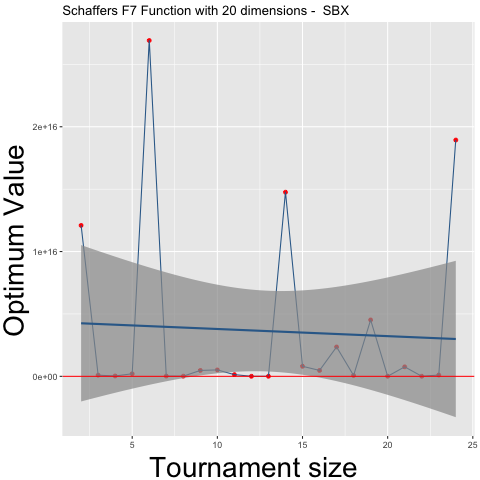 Schaffers F7 Function with 20 dimensions - SBX
Optimum Value
2e+16
1e+16
0e+00
5 10 15 20 25
Tournament size